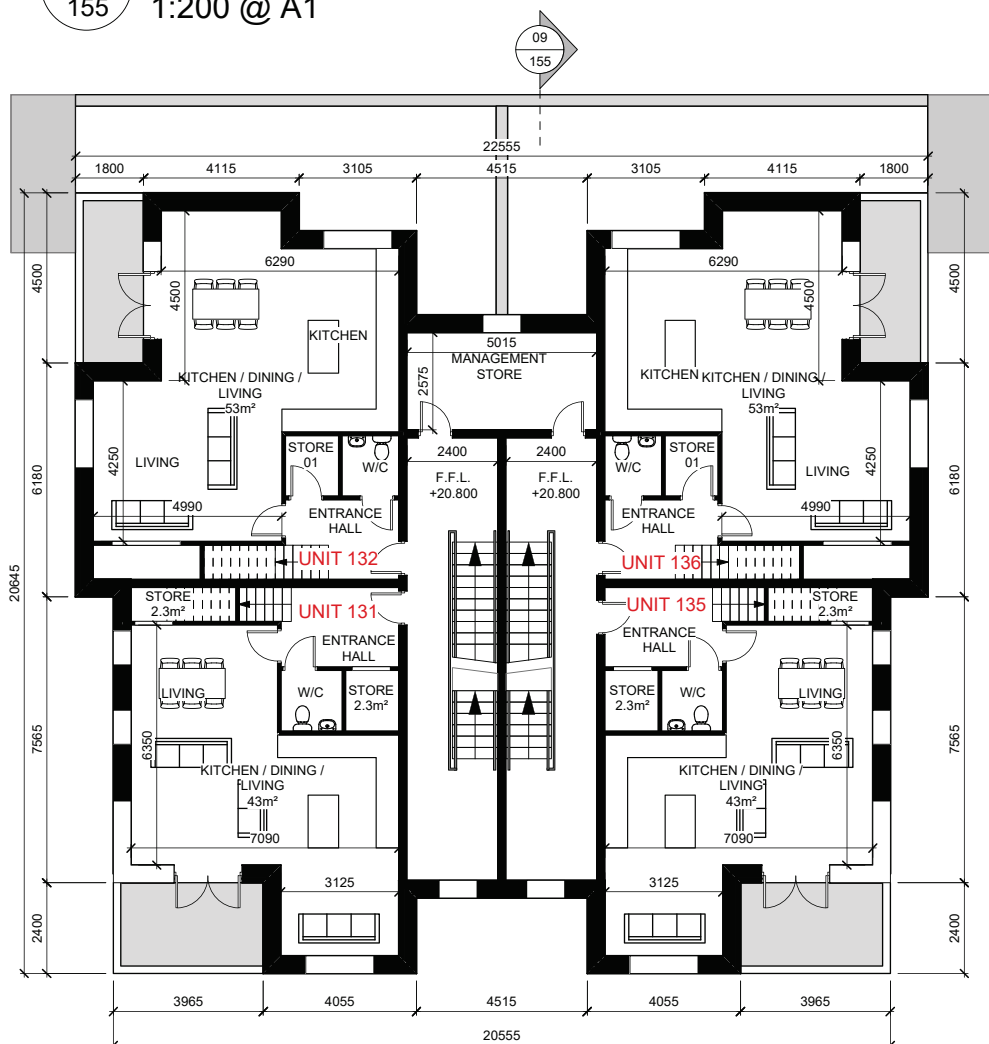 155
1:200 @ A1
09
155
22555
1800 4115 3105 4515 3105 4115 1800
4500
6180
20645
7565
2400
4500
6180
7565
2400
6290
4500
KITCHEN
KITCHEN / DINING /
LIVING
53m²
LIVING
4250
4990
STORE
01
W/C
ENTRANCE
HALL
UNIT 132
5015
MANAGEMENT
STORE
2575
2400
F.F.L.
+20.800
2400
F.F.L.
+20.800
6290
4500
KITCHEN
KITCHEN / DINING /
LIVING
53m²
LIVING
4250
4990
W/C
STORE
01
ENTRANCE
HALL
UNIT 136
STORE
2.3m²
UNIT 131
ENTRANCE
HALL
LIVING
W/C
STORE
2.3m²
6350
KITCHEN / DINING /
LIVING
43m²
7090
3125
UNIT 135
STORE
2.3m²
ENTRANCE
HALL
STORE
2.3m²
W/C
LIVING
6350
KITCHEN / DINING /
LIVING
43m²
7090
3125
3965 4055 4515 4055 3965
20555